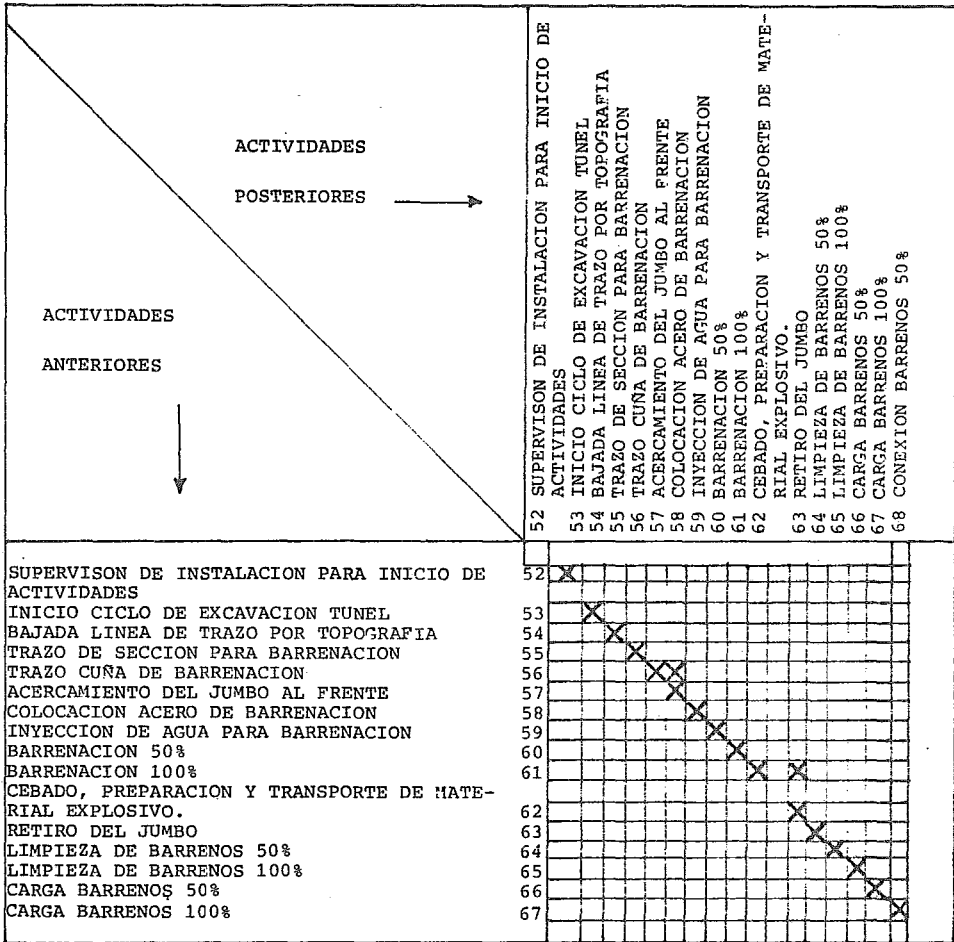 ACTIVIDADES
POSTERIORES
ACTIVIDADES
ANTERIORES
52 SUPERVISON DE INSTALACION PARA INICIO DE
ACTIVIDADES
53 INICIO CICLO DE EXCAVACION TUNEL
54 BAJADA LINEA DE TRAZO POR TOPOGRAFIA
55 TRAZO DE SECCION PARA BARRENACION
56 TRAZO CUÑA DE BARRENACION
57 ACERCAMIENTO DEL JUMBO AL FRENTE
58 COLOCACION ACERO DE BARRENACION
59 INYECCION DE AGUA PARA BARRENACION
60 BARRENACION 50%
61 BARRENACION 100%
62 CEBADO, PREPARACION Y TRANSPORTE DE MATE-
RIAL EXPLOSIVO.
63 RETIRO DEL JUMBO
64 LIMPIEZA DE BARRENOS 50%
65 LIMPIEZA DE BARRENOS 100%
66 CARGA BARRENOS 50%
67 CARGA BARRENOS 100%
68 CONEXION BARRENOS 50%
SUPERVISON DE INSTALACION PARA INICIO DE 52
ACTIVIDADES
INICIO CICLO DE EXCAVACION TUNEL 53
BAJADA LINEA DE TRAZO POR TOPOGRAFIA 54
TRAZO DE SECCION PARA BARRENACION 55
TRAZO CUÑA DE BARRENACION 56
ACERCAMIENTO DEL JUMBO AL FRENTE 57
COLOCACION ACERO DE BARRENACION 58
INYECCION DE AGUA PARA BARRENACION 59
BARRENACION 50% 60
BARRENACION 100% 61
CEBADO, PREPARACION Y TRANSPORTE DE MATE-
RIAL EXPLOSIVO. 62
RETIRO DEL JUMBO 63
LIMPIEZA DE BARRENOS 50% 64
LIMPIEZA DE BARRENOS 100% 65
CARGA BARRENOS 50% 66
CARGA BARRENOS 100% 67